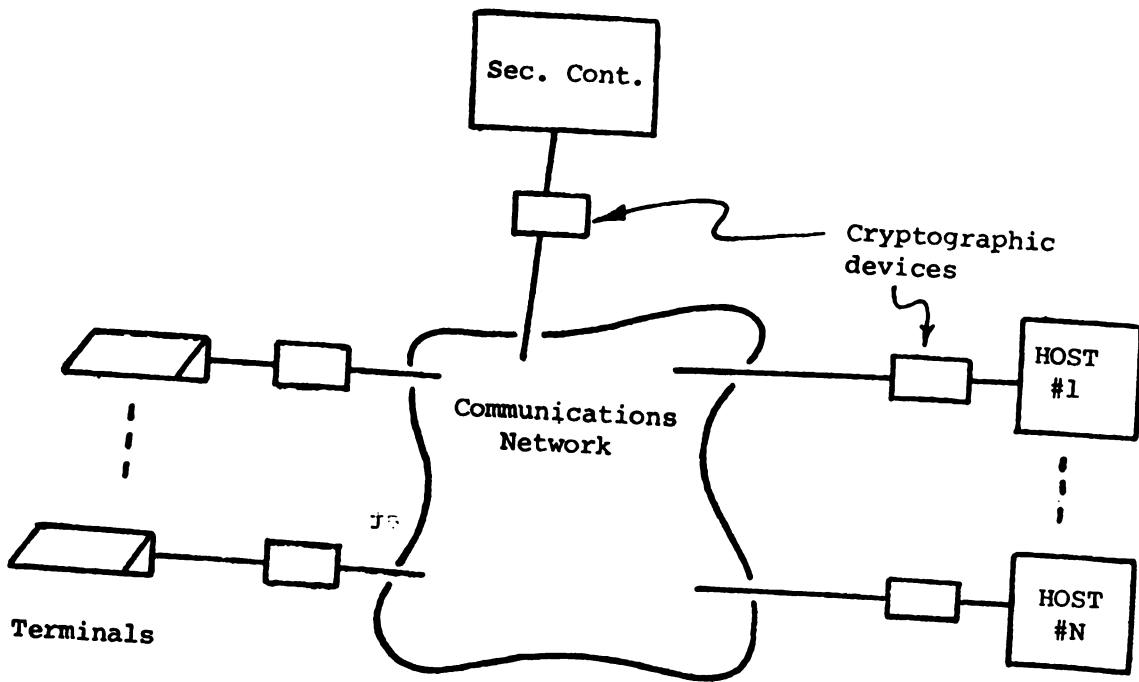 Sec. Cont.
Cryptographic
devices
HOST
#1
Communications
Network
HOST
#N
Terminals